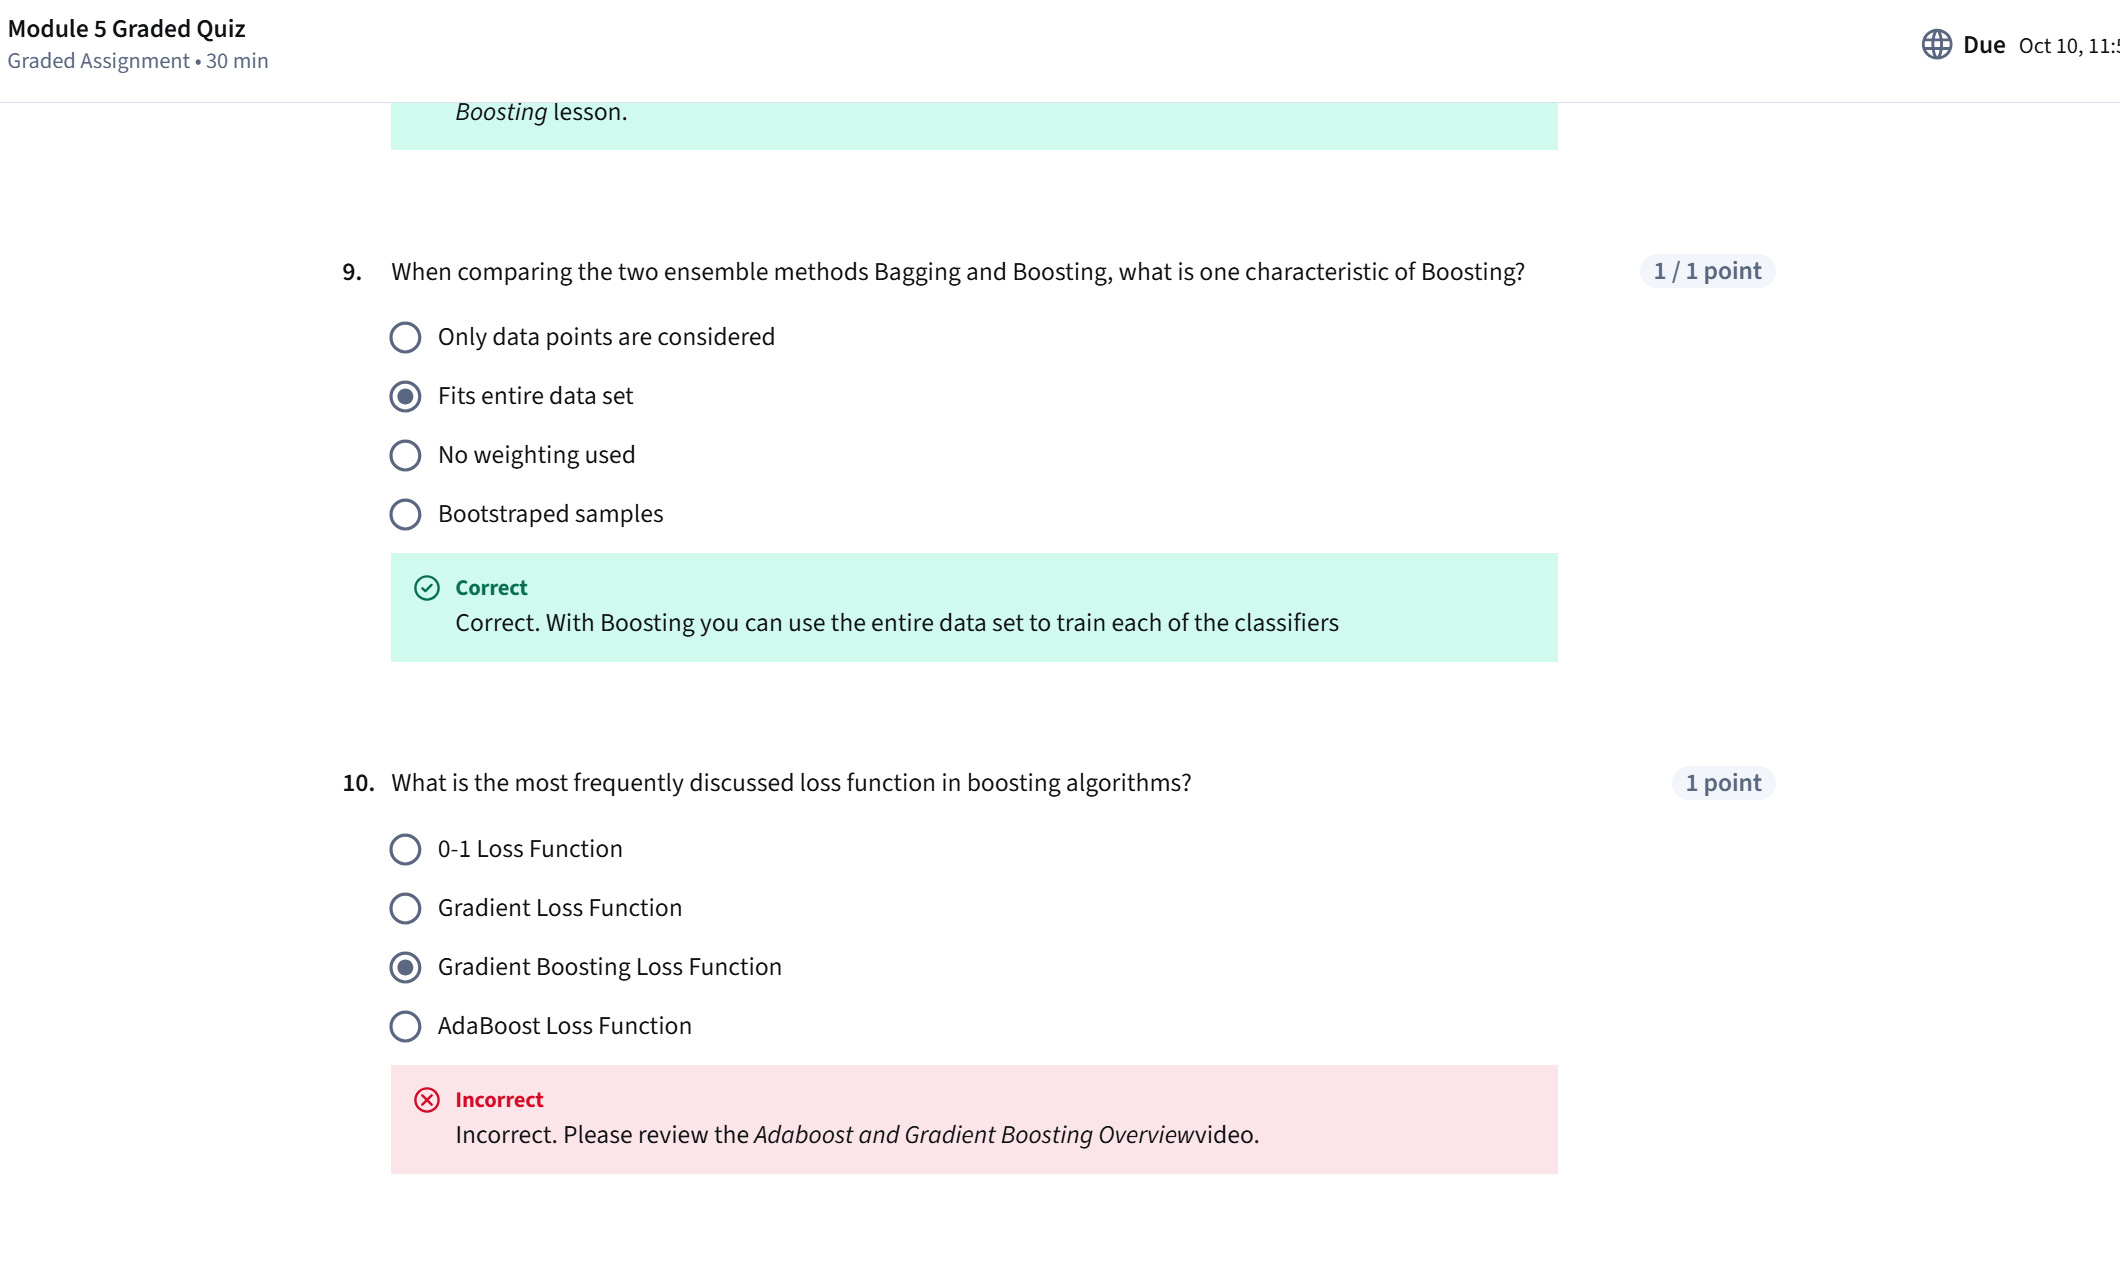 Module 5 Graded Quiz
Graded Assignment • 30 min
Due Oct 10, 11:5
Boosting lesson.
9. When comparing the two ensemble methods Bagging and Boosting, what is one characteristic of Boosting?
1 / 1 point
Only data points are considered
Fits entire data set
No weighting used
Bootstraped samples
Correct
Correct. With Boosting you can use the entire data set to train each of the classifiers
10. What is the most frequently discussed loss function in boosting algorithms?
1 point
0-1 Loss Function
Gradient Loss Function
Gradient Boosting Loss Function
AdaBoost Loss Function
Incorrect
Incorrect. Please review the Adaboost and Gradient Boosting Overviewvideo.